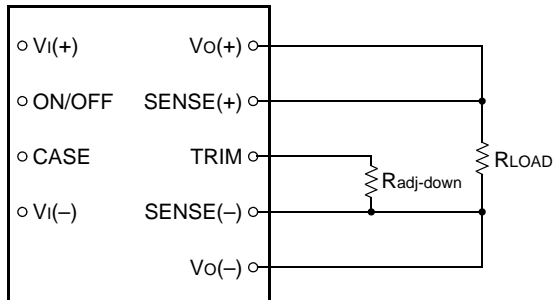 VI(+) VO(+)
ON/OFF SENSE(+)
CASE TRIM RLOAD
Radj-down
VI(–) SENSE(–)
VO(–)